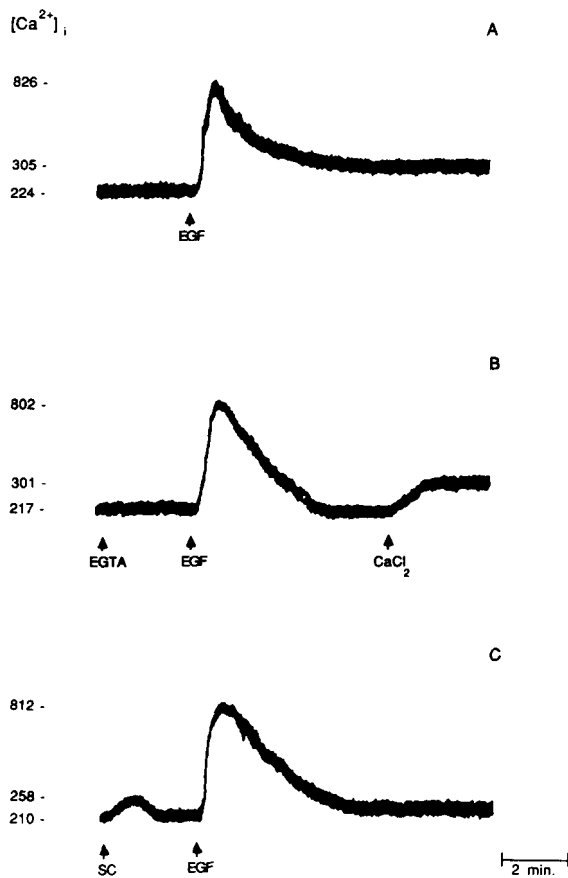 [Ca2+] i
A
826 -
305 -
224 -
EGF
B
802 -
301 -
217 -
EGTA EGF CaCl2
C
812 -
258 -
210 -
SC EGF
2 min.